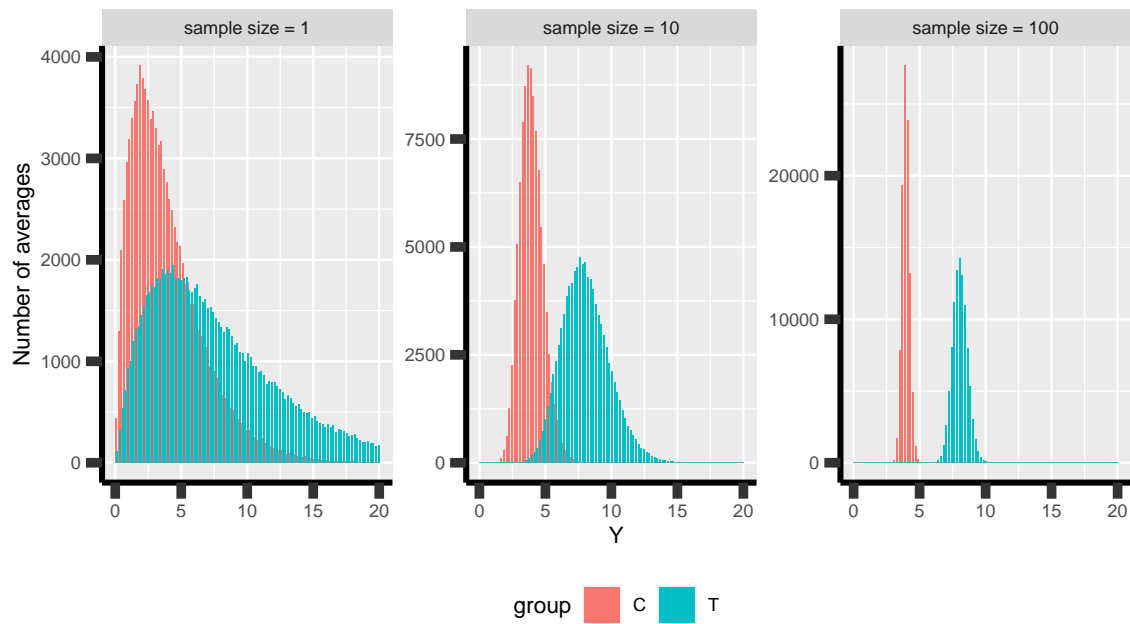 sample size = 1
sample size = 10
sample size = 100
Number of averages
4000
3000
2000
1000
0
7500
5000
2500
0
20000
10000
0
0 5 10 15 20
0 5 10 15 20
0 5 10 15 20
Y
group C T